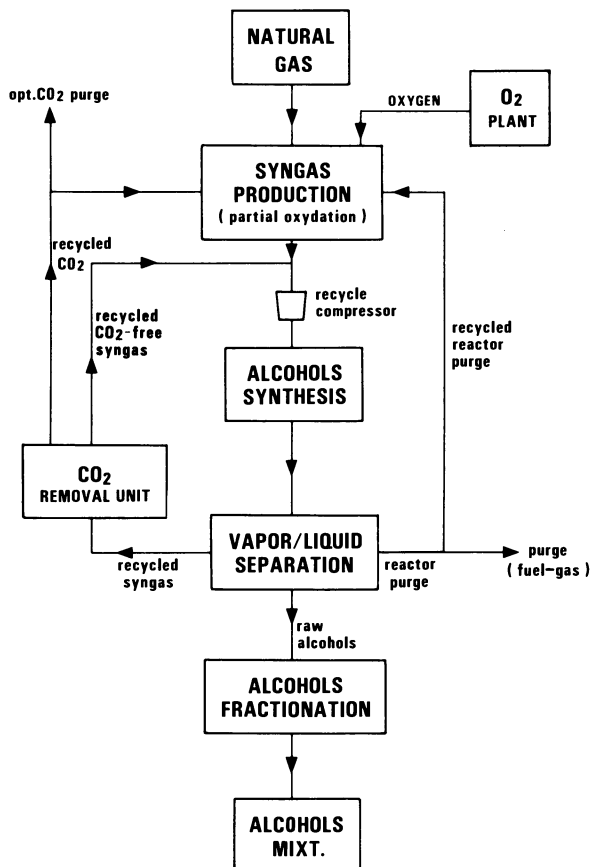 NATURAL
GAS
opt.CO2 purge
OXYGEN
O2
PLANT
SYNGAS
PRODUCTION
( partial oxydation )
recycled
CO2
recycle
compressor
recycled
CO2-free
syngas
recycled
reactor
purge
ALCOHOLS
SYNTHESIS
CO2
REMOVAL UNIT
VAPOR/LIQUID
SEPARATION
recycled
syngas
reactor
purge
purge
(fuel-gas)
raw
alcohols
ALCOHOLS
FRACTIONATION
ALCOHOLS
MIXT.